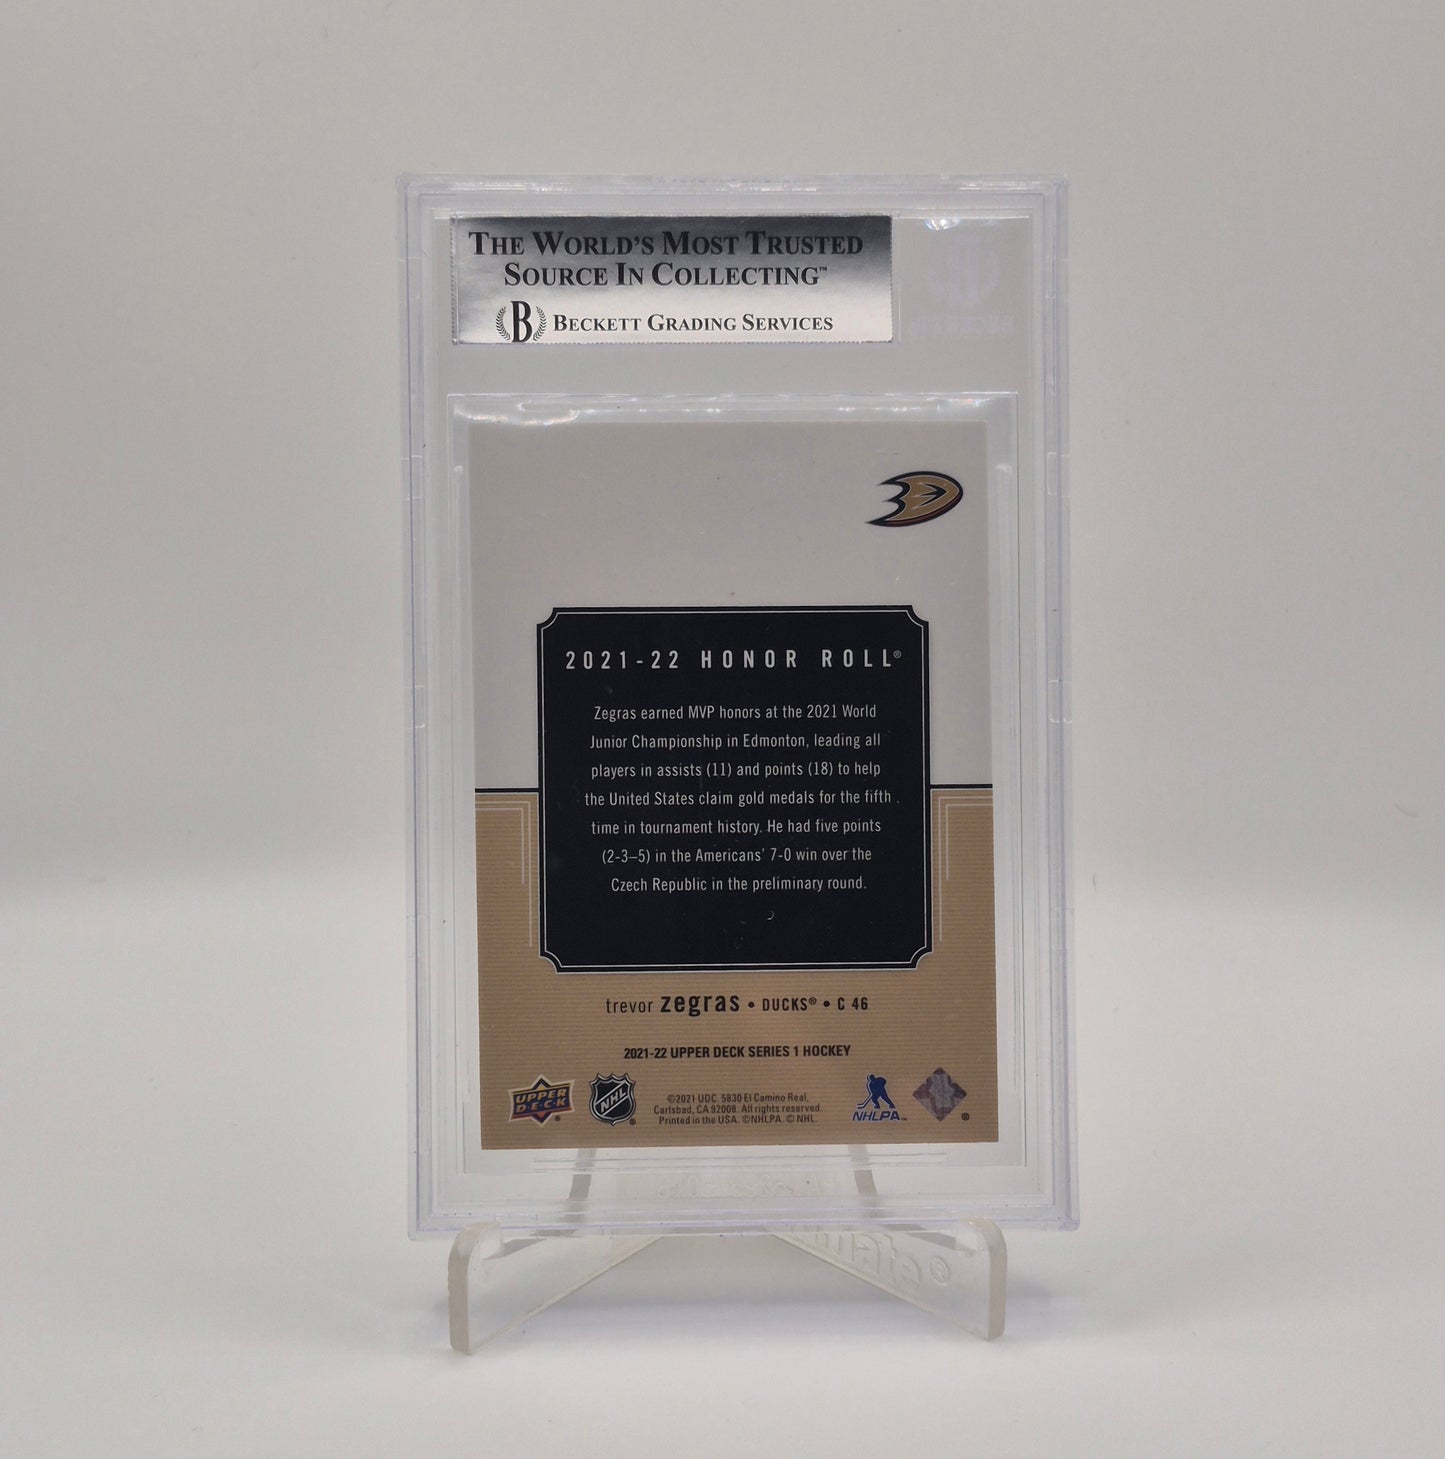 THE WORLD'S MOST TRUSTED
SOURCE IN COLLECTING™
B BECKETT GRADING SERVICES
2021-22 HONOR ROLL®
Zegras earned MVP honors at the 2021 World
Junior Championship in Edmonton, leading all
players in assists (11) and points (18) to help
the United States claim gold medals for the fifth
time in tournament history. He had five points
(2-3–5) in the Americans' 7-0 win over the
Czech Republic in the preliminary round.
trevor zegras • DUCKS® • C 46
2021-22 UPPER DECK SERIES 1 HOCKEY
UPPER
D·E·C·K
NHL
©2021 UDC. 5830 El Camino Real,
Carlsbad, CA 92008. All rights reserved.
Printed in the USA. ©NHLPA. © NHL.
NHLPA™